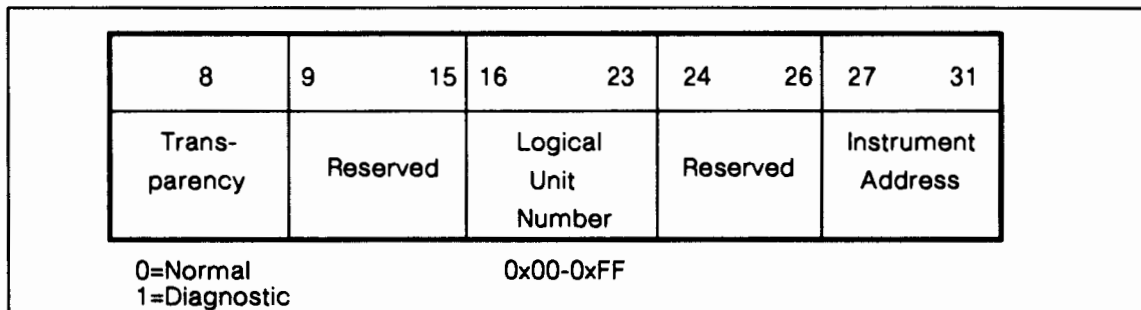 8 9 15 16 23 24 26 27 31
Trans-
parency
Reserved
Logical
Unit
Number
Reserved
Instrument
Address
0=Normal
1=Diagnostic
0x00-0xFF